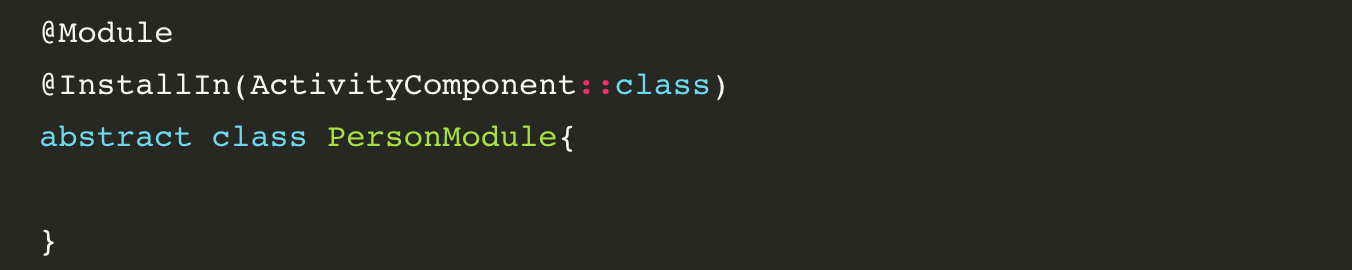 @Module
@InstallIn(ActivityComponent::class)
abstract class PersonModule{
}